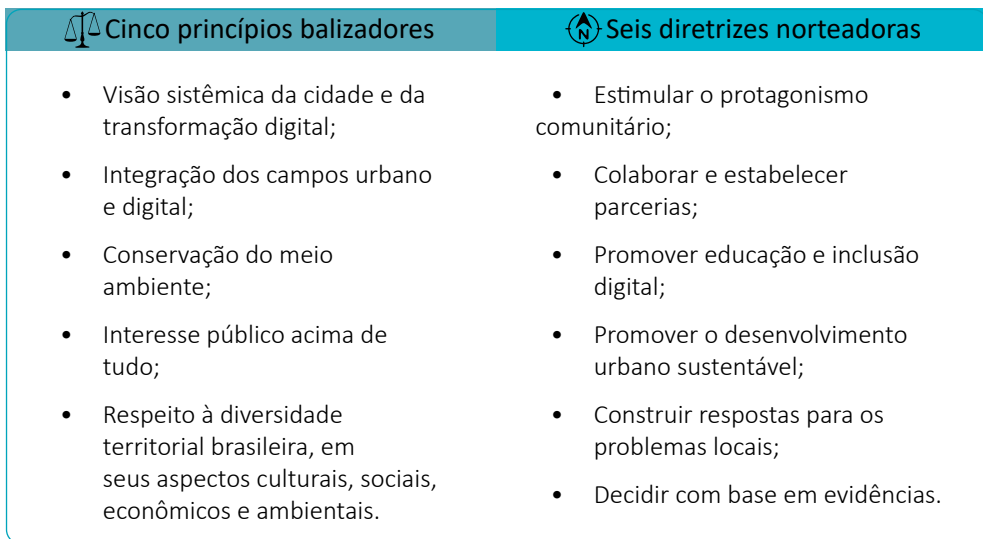 Cinco princípios balizadores
• Visão sistêmica da cidade e da
transformação digital;
• Integração dos campos urbano
e digital;
• Conservação do meio
ambiente;
• Interesse público acima de
tudo;
• Respeito à diversidade
territorial brasileira, em
seus aspectos culturais, sociais,
econômicos e ambientais.
N
Seis diretrizes norteadoras
• Estimular o protagonismo
comunitário;
• Colaborar e estabelecer
parcerias;
• Promover educação e inclusão
digital;
• Promover o desenvolvimento
urbano sustentável;
• Construir respostas para os
problemas locais;
• Decidir com base em evidências.